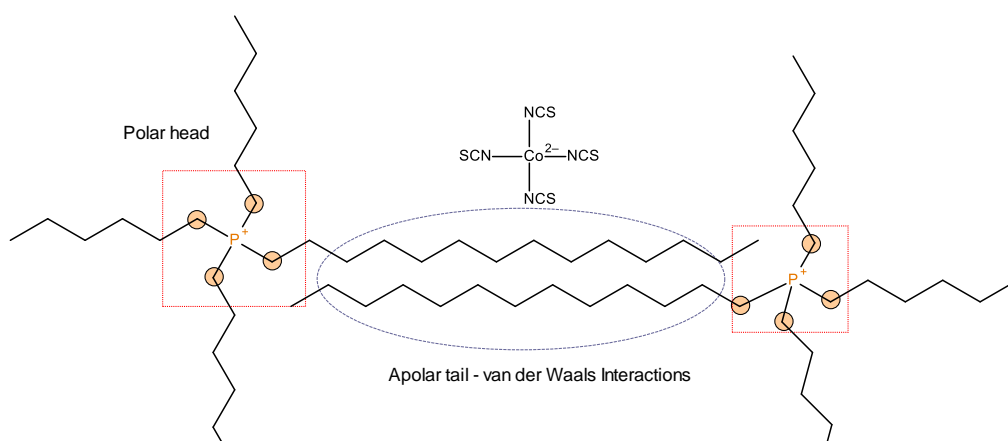 Polar head
NCS
SCN
Co2–
NCS
NCS
P+
P+
Apolar tail - van der Waals Interactions